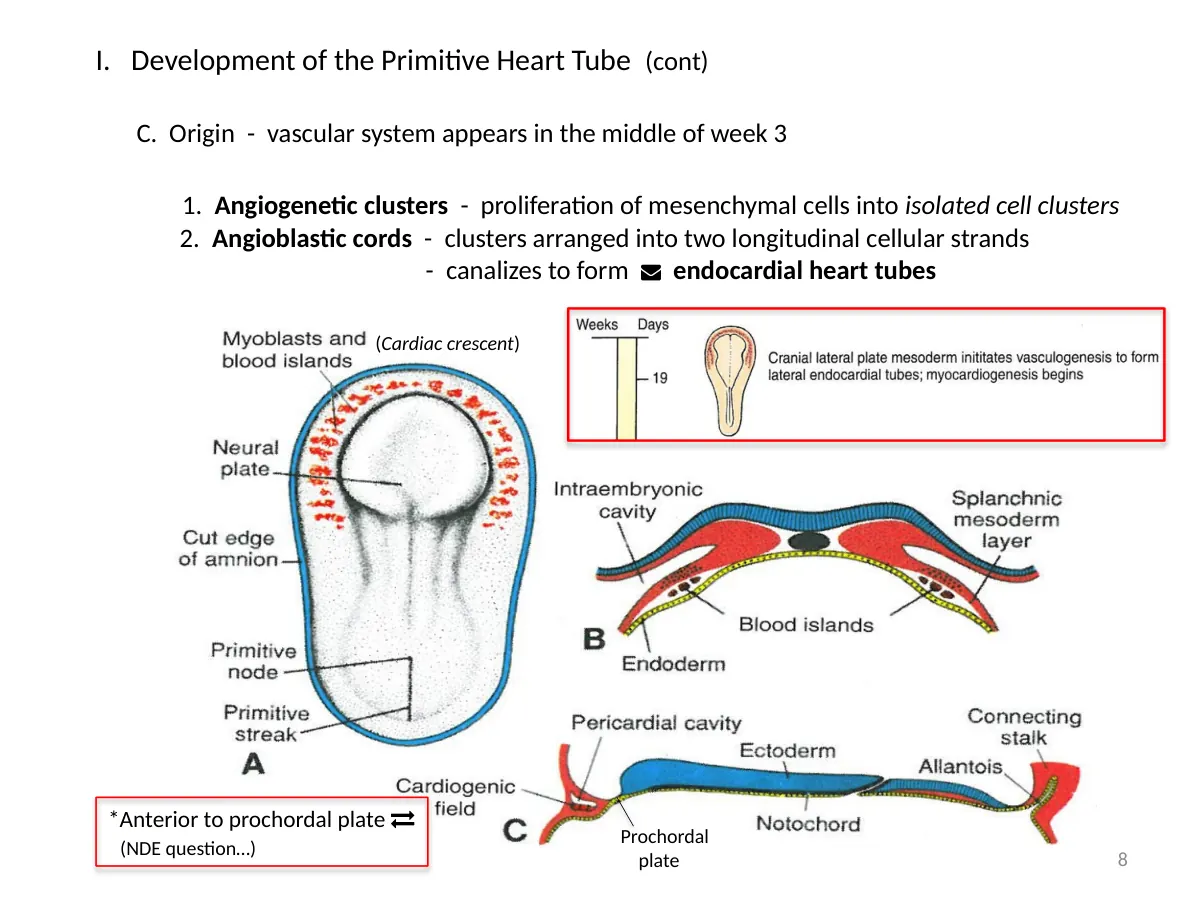 I. Development of the Primitive Heart Tube (cont)
C. Origin - vascular system appears in the middle of week 3
1. Angiogenetic clusters - proliferation of mesenchymal cells into isolated cell clusters
2. Angioblastic cords - clusters arranged into two longitudinal cellular strands
- canalizes to form endocardial heart tubes
Myoblasts and
blood islands
(Cardiac crescent)
Neural
plate
Cut edge
of amnion
Primitive
node
Primitive
streak
A
Weeks Days
19
Cranial lateral plate mesoderm inititates vasculogenesis to form
lateral endocardial tubes; myocardiogenesis begins
Intraembryonic
cavity
Splanchnic
mesoderm
layer
Blood islands
B
Endoderm
Pericardial cavity
Ectoderm
Connecting
stalk
Allantois
Cardiogenic
field
C
Notochord
Prochordal
plate
*Anterior to prochordal plate ⇄
(NDE question…)
8